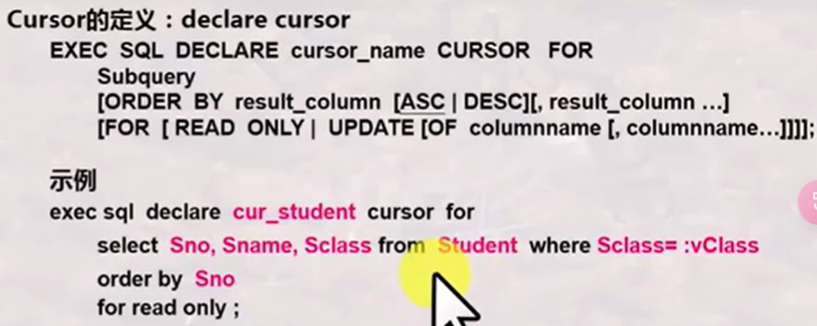 Cursor的定义：declare cursor
EXEC SQL DECLARE cursor_name CURSOR FOR
Subquery
[ORDER BY result_column [ASC | DESC][, result_column …]
[FOR [ READ ONLY | UPDATE [OF columnname [, columnname…]]]];
示例
exec sql declare cur_student cursor for
select Sno, Sname, Sclass from Student where Sclass= :vClass
order by Sno
for read only ;